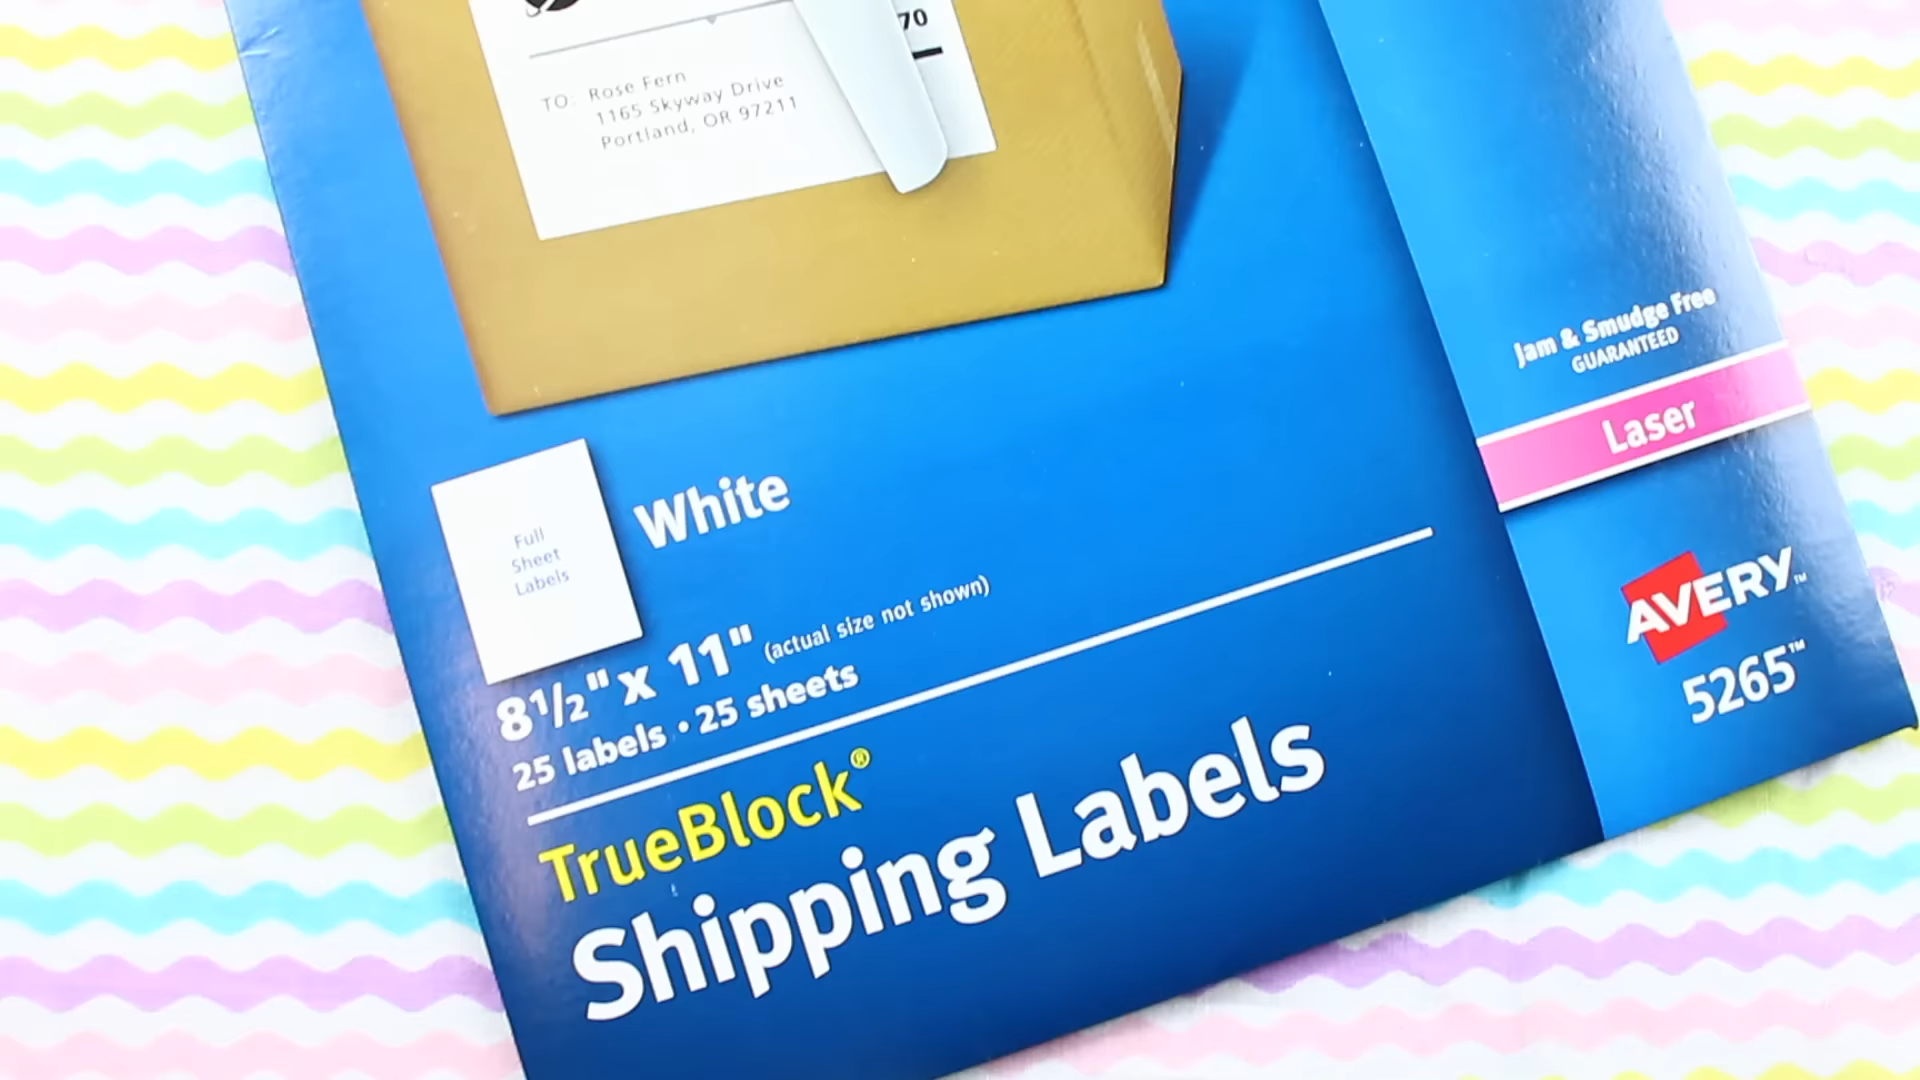 70
TO: Rose Fern
1165 Skyway Drive
Portland, OR 97211
Jam & Smudge Free
GUARANTEED
Laser
Full
Sheet
Labels
White
8½" x 11" (actual size not shown)
25 labels • 25 sheets
AVERY™
5265™
TrueBlock®
Shipping Labels